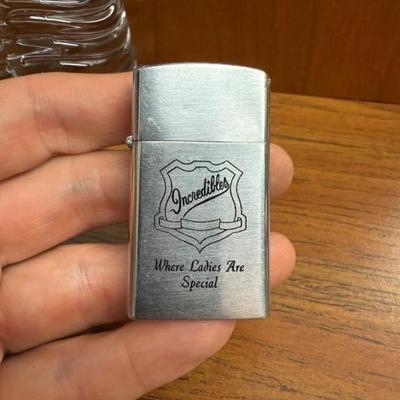 Incredibles
Where Ladies Are
Special